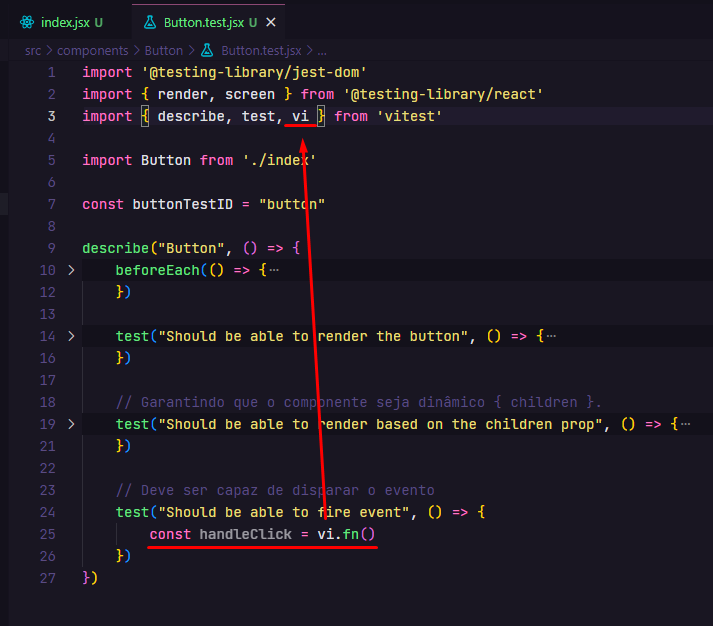 index.jsx U
Button.test.jsx U ×
src > components > Button > Button.test.jsx > ...
1 import '@testing-library/jest-dom'
2 import { render, screen } from '@testing-library/react'
3 import { describe, test, vi } from 'vitest'
4
5 import Button from './index'
6
7 const buttonTestID = "button"
8
9 describe("Button", () => {
10 > beforeEach(() => {⋯
12 })
13
14 > test("Should be able to render the button", () => {⋯
16 })
17
18 // Garantindo que o componente seja dinâmico { children }.
19 > test("Should be able to render based on the children prop", () => {⋯
21 })
22
23 // Deve ser capaz de disparar o evento
24 test("Should be able to fire event", () => {
25 const handleClick = vi.fn()
26 })
27 })